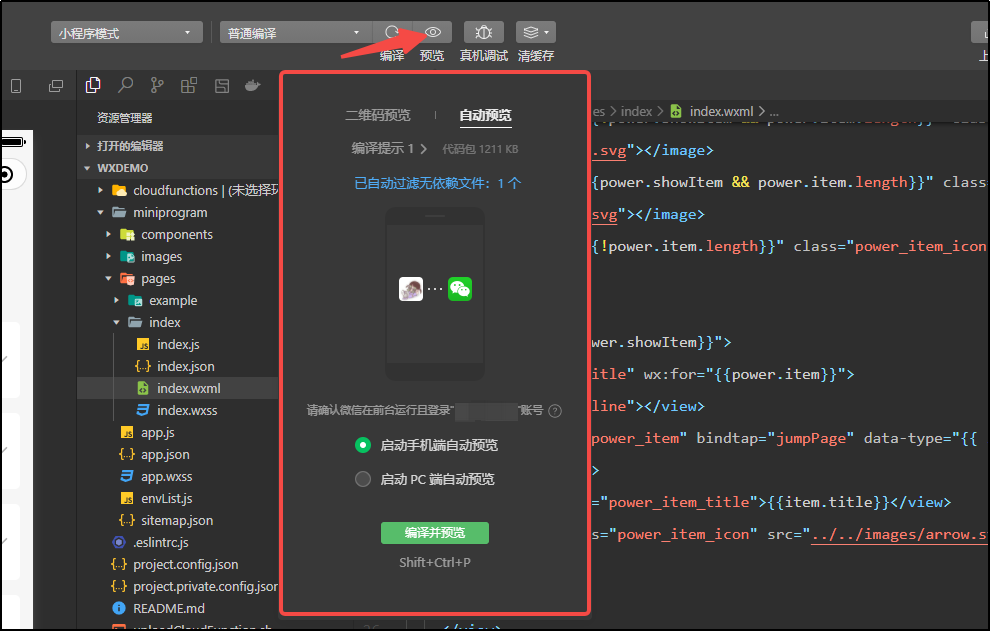 小程序模式
普通编译
编译
预览
真机调试
清缓存
上
资源管理器
打开的编辑器
WXDEMO
cloudfunctions | (未选择环
miniprogram
components
images
pages
example
index
index.js
index.json
index.wxml
index.wxss
app.js
app.json
app.wxss
envList.js
sitemap.json
.eslintrc.js
project.config.json
project.private.config.json
README.md
uploadCloudFunction.sh
二维码预览
自动预览
编译提示 1
代码包 1211 KB
已自动过滤无依赖文件：1 个
请确认微信在前台运行且登录"
"账号
启动手机端自动预览
启动 PC 端自动预览
编译并预览
Shift+Ctrl+P
es > index > index.wxml > ...
.svg"></image>
{power.showItem && power.item.length}}" class
svg"></image>
{!power.item.length}}" class="power_item_icon
wer.showItem}}">
itle" wx:for="{{power.item}}">
line"></view>
power_item" bindtap="jumpPage" data-type="{{
>
="power_item_title">{{item.title}}</view>
s="power_item_icon" src="../../images/arrow.s
36
</view>